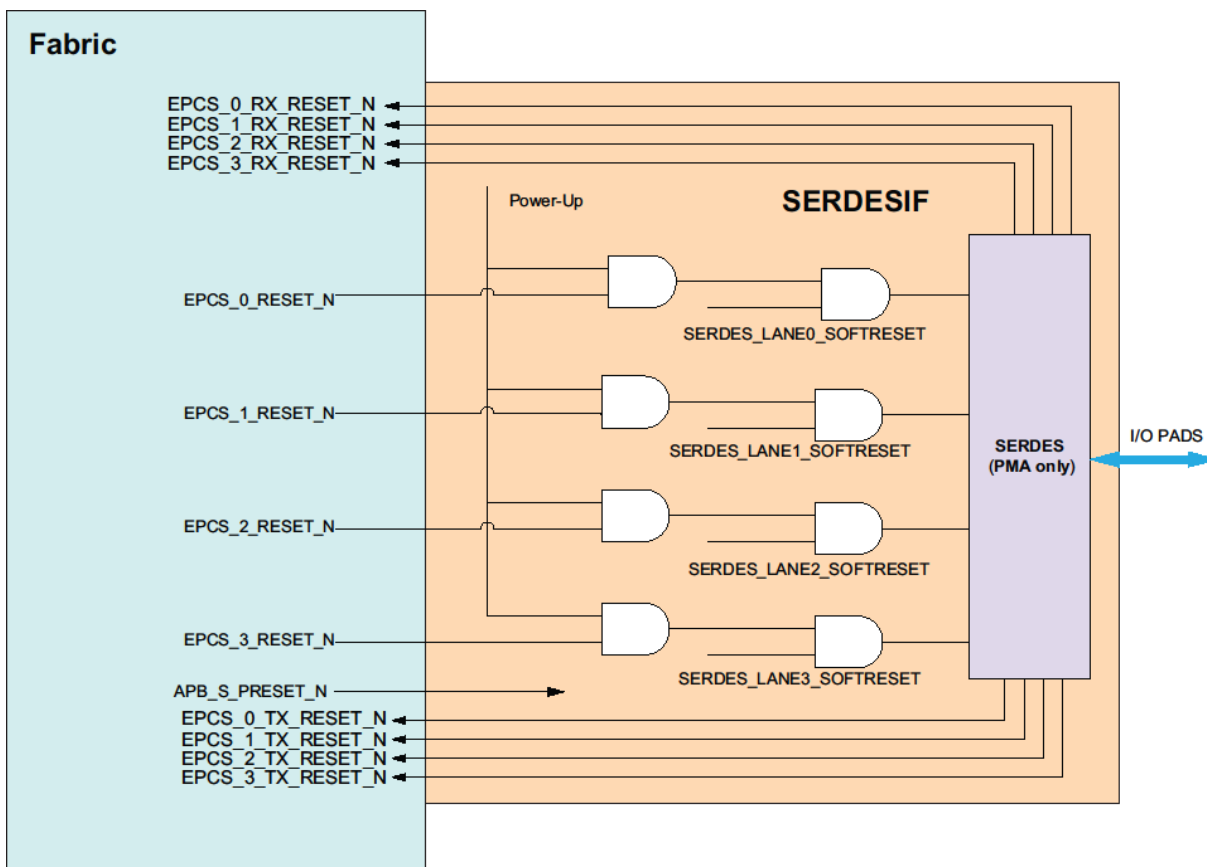 Fabric
EPCS_0_RX_RESET_N
EPCS_1_RX_RESET_N
EPCS_2_RX_RESET_N
EPCS_3_RX_RESET_N
Power-Up
SERDESIF
EPCS_0_RESET_N
SERDES_LANE0_SOFTRESET
EPCS_1_RESET_N
SERDES_LANE1_SOFTRESET
SERDES
(PMA only)
I/O PADS
EPCS_2_RESET_N
SERDES_LANE2_SOFTRESET
EPCS_3_RESET_N
SERDES_LANE3_SOFTRESET
APB_S_PRESET_N
EPCS_0_TX_RESET_N
EPCS_1_TX_RESET_N
EPCS_2_TX_RESET_N
EPCS_3_TX_RESET_N